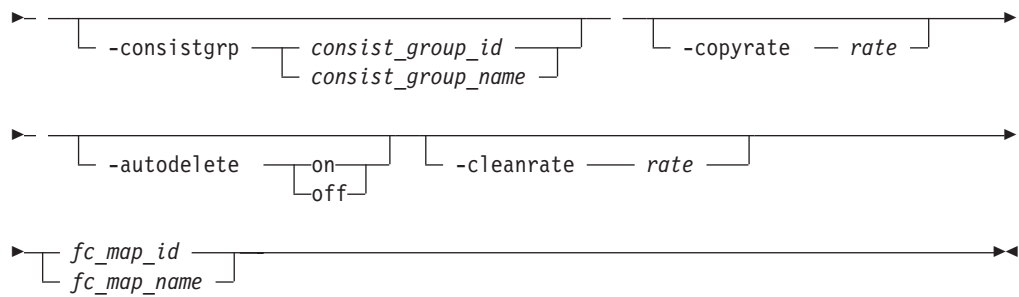 -consistgrp consist_group_id -copyrate rate
consist_group_name
-autodelete on -cleanrate rate
off
fc_map_id
fc_map_name